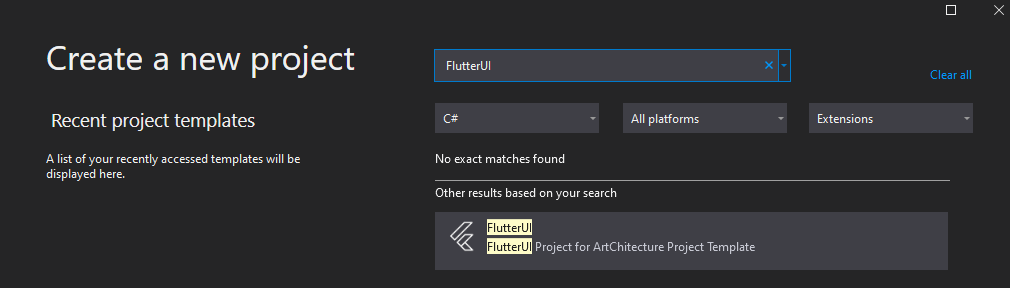 Create a new project
Recent project templates
A list of your recently accessed templates will be
displayed here.
FlutterUI
Clear all
C#
All platforms
Extensions
No exact matches found
Other results based on your search
FlutterUI
FlutterUI Project for ArtChitecture Project Template